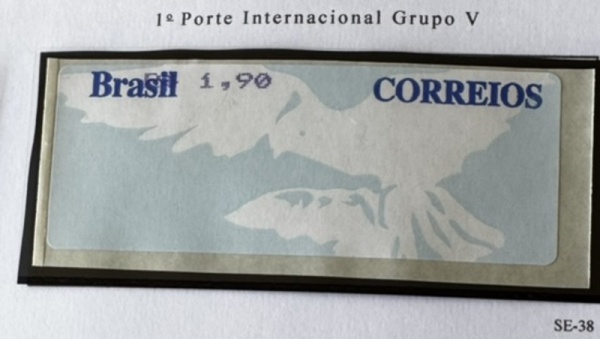 1º Porte Internacional Grupo V
Brasil 1,90 CORREIOS
SE-38